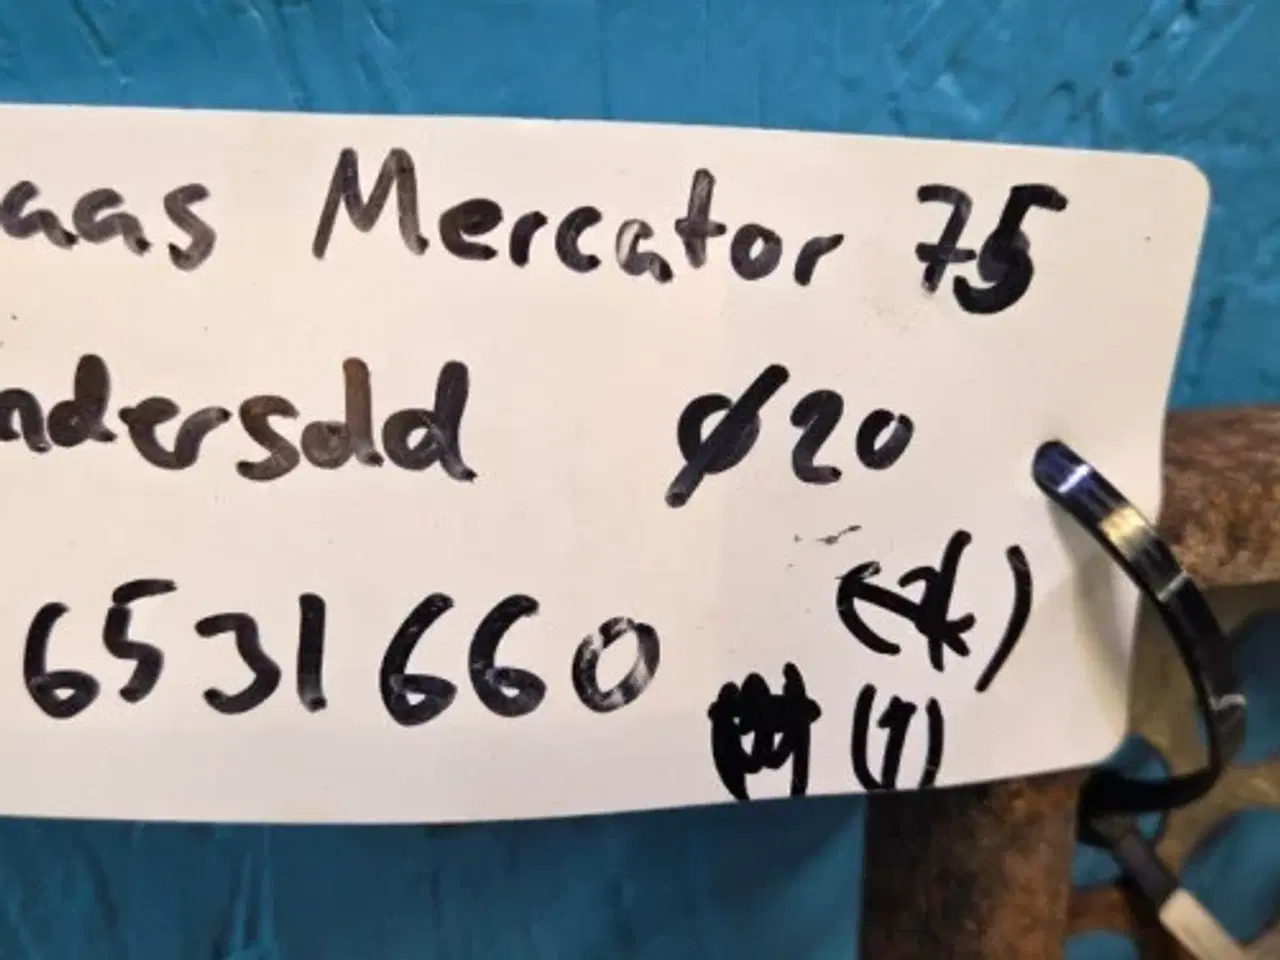 aas Mercator 75
ndersold ø20
6531660
(1)